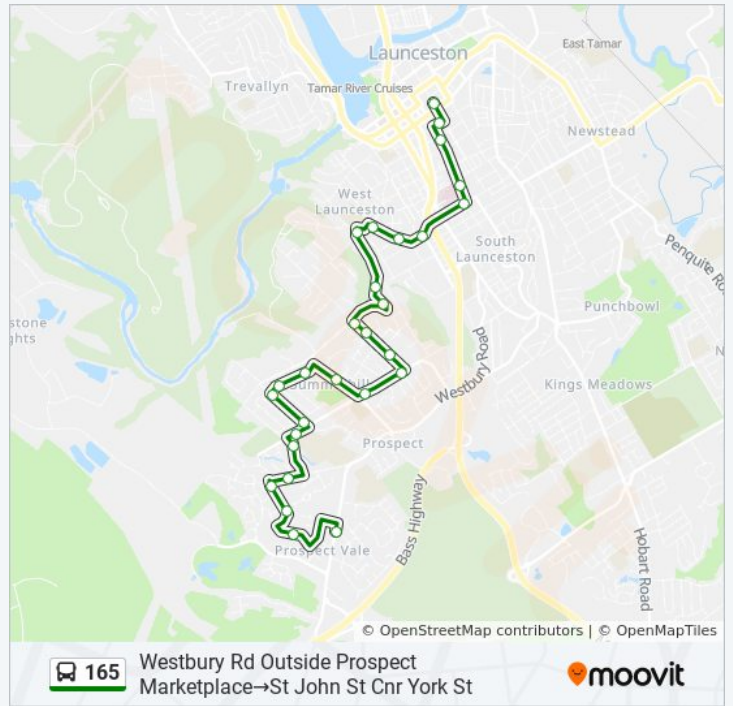 Launceston
East Tamar
Trevallyn
Tamar River Cruises
Newstead
West
Launceston
South
Launceston
Penquite Ro
Punchbowl
stone
ghts
Westbury Road
Kings Meadows
Prospect
Bass Highway
Hobart Road
Prospect Vale
© OpenStreetMap contributors | © OpenMapTiles
165
Westbury Rd Outside Prospect
Marketplace→St John St Cnr York St
moovit